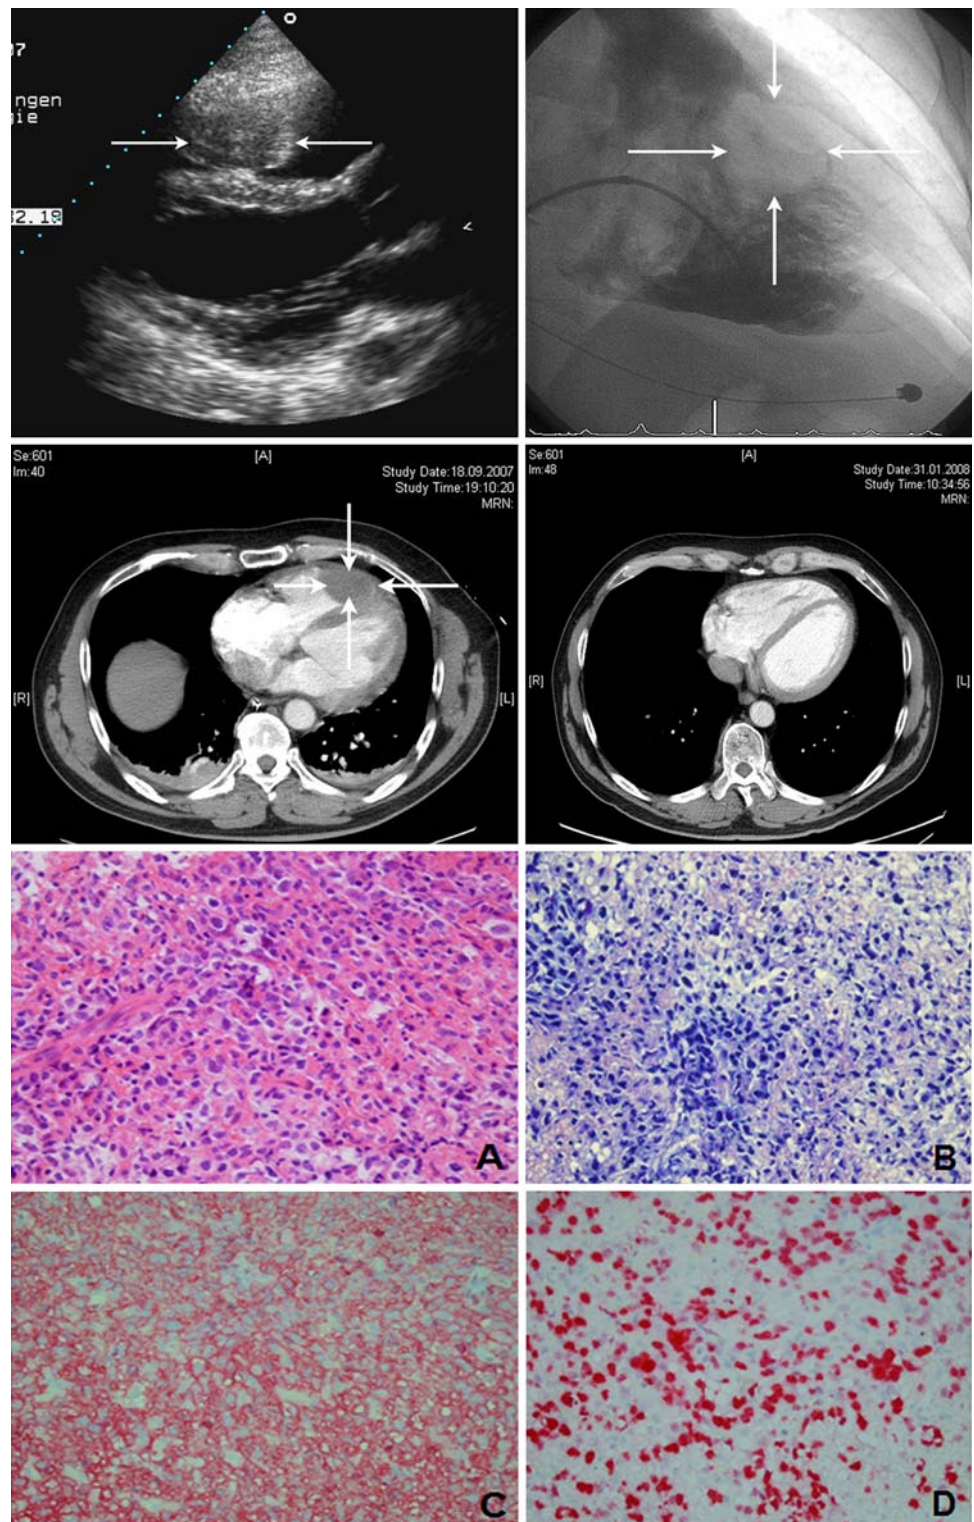 07
ngen
gie
32.19
Se:601
Im:40
[A]
Study Date:18.09.2007
Study Time:19:10:20
MRN:
[R]
[L]
Se:601
Im:48
[A]
Study Date:31.01.2008
Study Time:10:34:56
MRN:
[R]
[L]
A
B
C
D